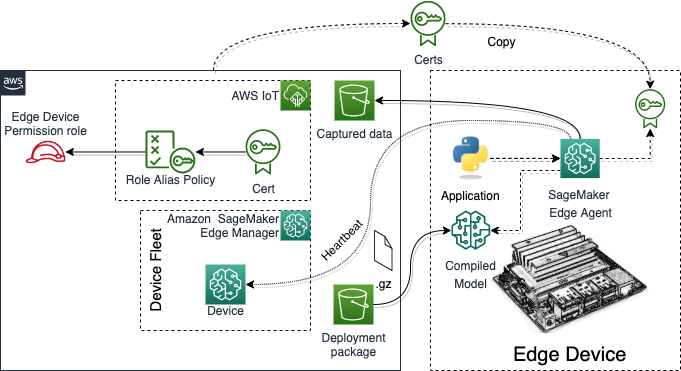 Certs
Copy
aws
AWS IoT
Edge Device
Permission role
Role Alias Policy
Cert
Captured data
Application
SageMaker
Edge Agent
Amazon SageMaker
Edge Manager
Device Fleet
Device
Heartbeat
.gz
Compiled
Model
Deployment
package
Edge Device